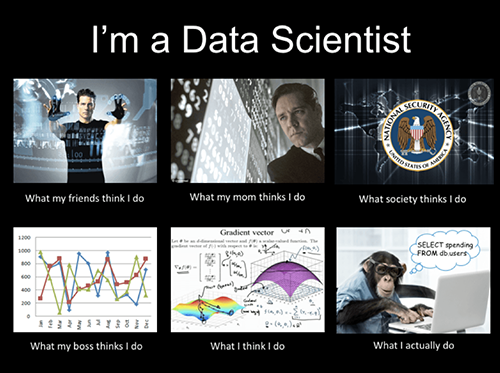 I'm a Data Scientist
What my friends think I do
What my mom thinks I do
NATIONAL SECURITY AGENCY
UNITED STATES OF AMERICA
What society thinks I do
1200
1000
800
600
400
200
0
Jan
Feb
Mar
Apr
May
Jun
Jul
Aug
Sep
Oct
Nov
Dec
What my boss thinks I do
Gradient vector
What I think I do
SELECT spending
FROM db.users
What I actually do